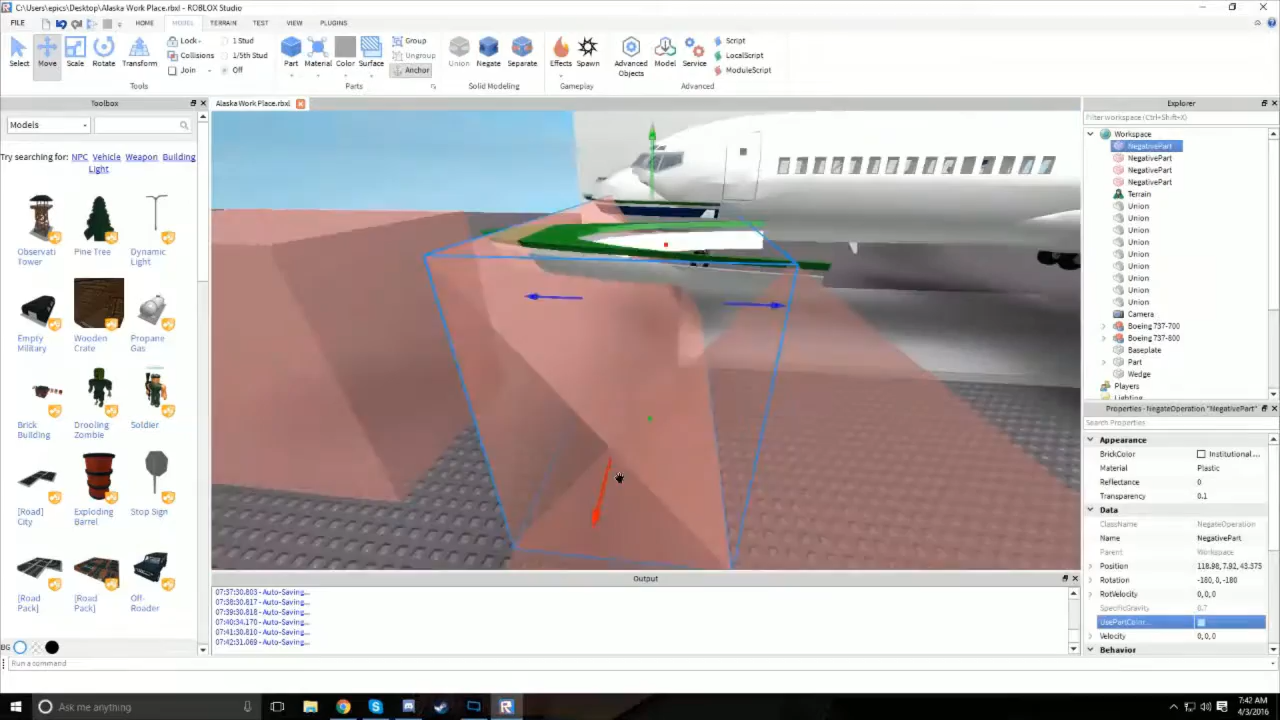 C:\Users\epics\Desktop\Alaska Work Place.rbxl - ROBLOX Studio
FILE HOME MODEL TERRAIN TEST VIEW PLUGINS
Select Move Scale Rotate Transform
Lock
Collisions
Join
1 Stud
1/5th Stud
Off
Tools
Part Material Color Surface
Group
Ungroup
Anchor
Parts
Union Negate Separate
Solid Modeling
Effects Spawn
Gameplay
Advanced Objects Model Service
Script
LocalScript
ModuleScript
Advanced
Toolbox
Models
Try searching for: NPC Vehicle Weapon Building
Light
Observati Tower
Pine Tree
Dynamic Light
Empty Military
Wooden Crate
Propane Gas
Brick Building
Drooling Zombie
Soldier
[Road] City
Exploding Barrel
Stop Sign
[Road Pack]
[Road Pack]
Off-Roader
BG
Alaska Work Place.rbxl
Output
07:37:30.803 - Auto-Saving...
07:38:30.817 - Auto-Saving...
07:39:30.818 - Auto-Saving...
07:40:34.170 - Auto-Saving...
07:41:30.810 - Auto-Saving...
07:42:31.069 - Auto-Saving...
Explorer
Filter workspace (Ctrl+Shift+X)
Workspace
NegativePart
NegativePart
NegativePart
NegativePart
Terrain
Union
Union
Union
Union
Union
Union
Union
Union
Union
Camera
Boeing 737-700
Boeing 737-800
Baseplate
Part
Wedge
Players
Lighting
Properties - NegateOperation "NegativePart"
Search Properties
Appearance
BrickColor Institutional ...
Material Plastic
Reflectance 0
Transparency 0.1
Data
ClassName NegateOperation
Name NegativePart
Parent Workspace
Position 118.98, 7.92, 43.375
Rotation -180, 0, -180
RotVelocity 0, 0, 0
SpecificGravity 0.7
UsePartColor...
Velocity 0, 0, 0
Behavior
Run a command
Ask me anything
7:42 AM
4/3/2016